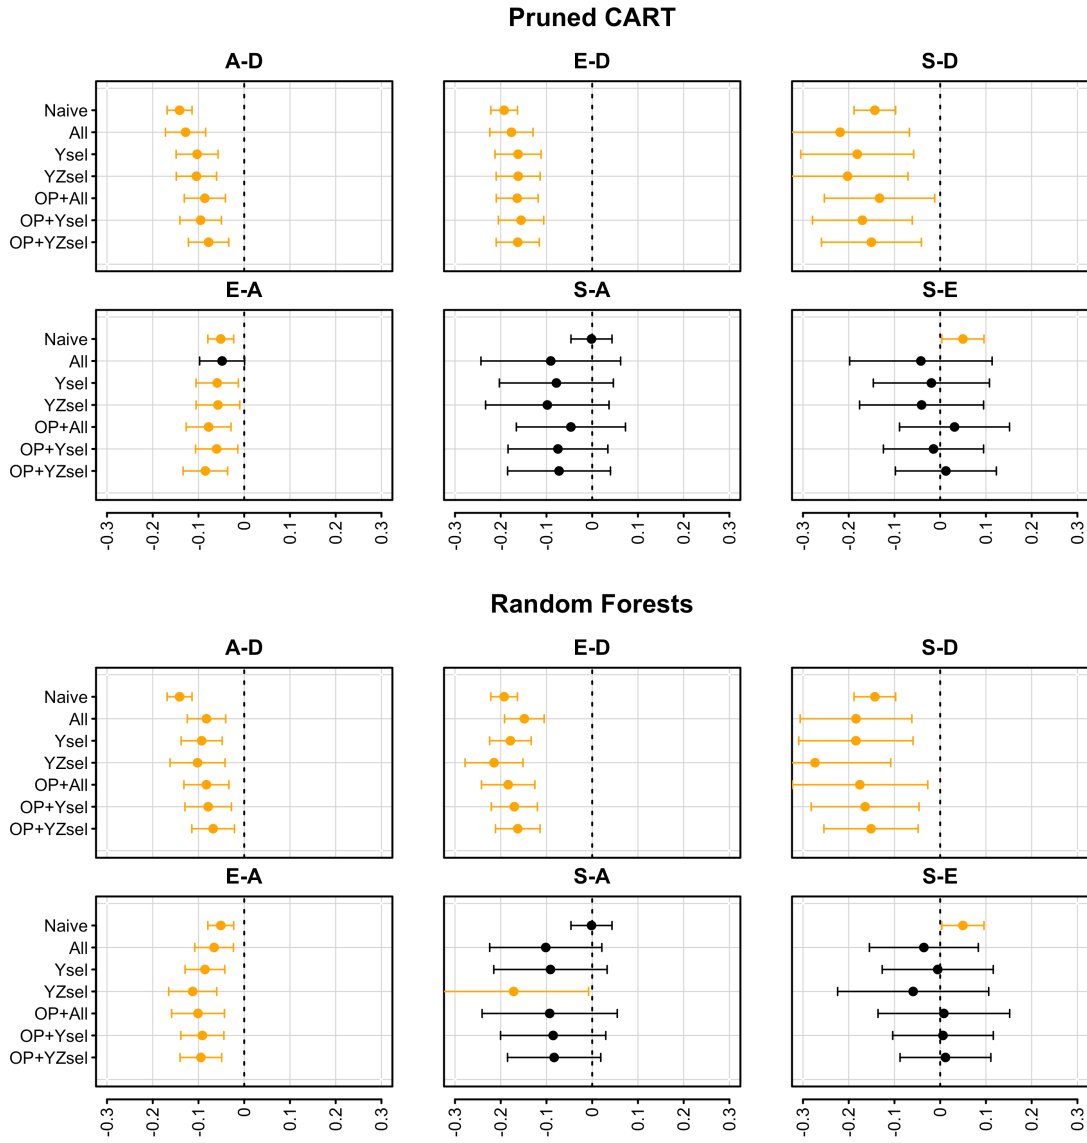 Pruned CART
A-D E-D S-D
Naive
All
Ysel
YZsel
OP+All
OP+Ysel
OP+YZsel
E-A S-A S-E
Naive
All
Ysel
YZsel
OP+All
OP+Ysel
OP+YZsel
-0.3 -0.2 -0.1 0 0.1 0.2 0.3 -0.3 -0.2 -0.1 0 0.1 0.2 0.3 -0.3 -0.2 -0.1 0 0.1 0.2 0.3
Random Forests
A-D E-D S-D
Naive
All
Ysel
YZsel
OP+All
OP+Ysel
OP+YZsel
E-A S-A S-E
Naive
All
Ysel
YZsel
OP+All
OP+Ysel
OP+YZsel
-0.3 -0.2 -0.1 0 0.1 0.2 0.3 -0.3 -0.2 -0.1 0 0.1 0.2 0.3 -0.3 -0.2 -0.1 0 0.1 0.2 0.3